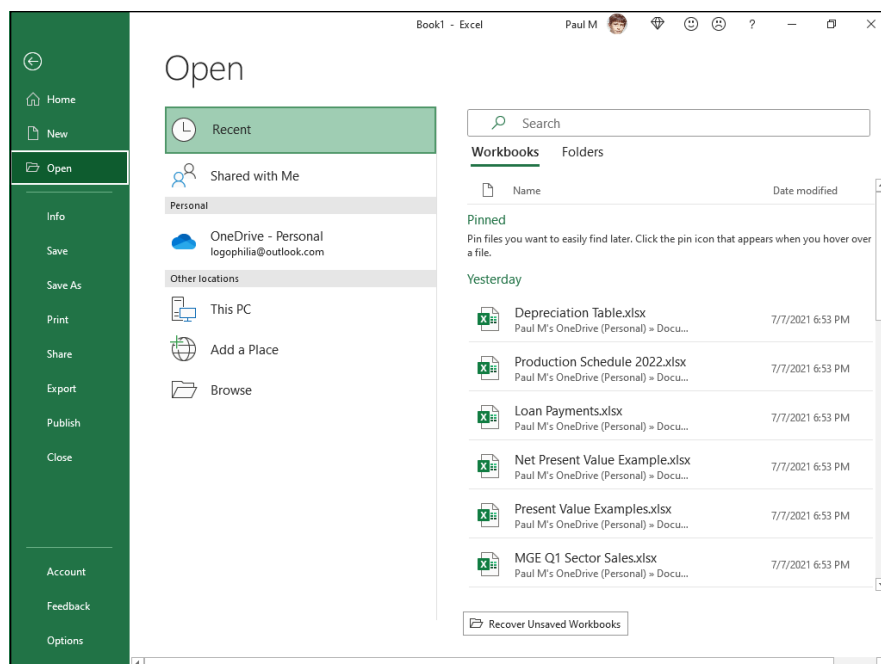 Book1 - Excel
Paul M
?
Home
New
Open
Info
Save
Save As
Print
Share
Export
Publish
Close
Account
Feedback
Options
Open
Recent
Shared with Me
Personal
OneDrive - Personal
logophilia@outlook.com
Other locations
This PC
Add a Place
Browse
Search
Workbooks Folders
Name Date modified
Pinned
Pin files you want to easily find later. Click the pin icon that appears when you hover over
a file.
Yesterday
Depreciation Table.xlsx
Paul M's OneDrive (Personal) » Docu...
7/7/2021 6:53 PM
Production Schedule 2022.xlsx
Paul M's OneDrive (Personal) » Docu...
7/7/2021 6:53 PM
Loan Payments.xlsx
Paul M's OneDrive (Personal) » Docu...
7/7/2021 6:53 PM
Net Present Value Example.xlsx
Paul M's OneDrive (Personal) » Docu...
7/7/2021 6:53 PM
Present Value Examples.xlsx
Paul M's OneDrive (Personal) » Docu...
7/7/2021 6:53 PM
MGE Q1 Sector Sales.xlsx
Paul M's OneDrive (Personal) » Docu...
7/7/2021 6:53 PM
Recover Unsaved Workbooks